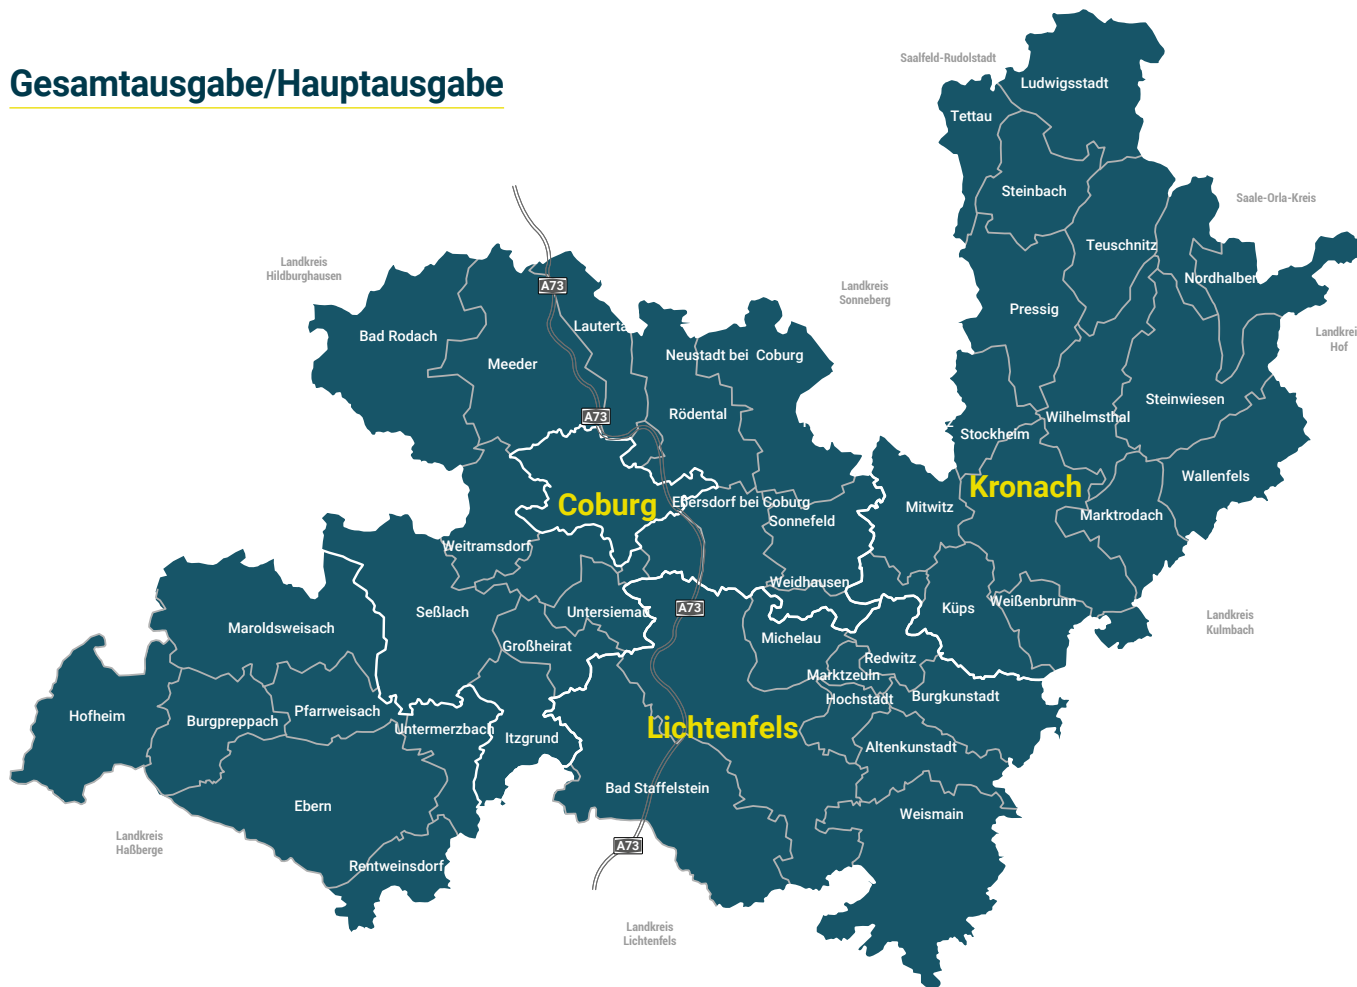 Gesamtausgabe/Hauptausgabe
Saalfeld-Rudolstadt
Ludwigsstadt
Tettau
Steinbach
Saale-Orla-Kreis
Teuschnitz
Landkreis
Hildburghausen
Nordhalben
Landkreis
Sonneberg
A73
Pressig
Lauterta
Bad Rodach
Landkrei
Hof
Neustadt bei Coburg
Meeder
Steinwiesen
A73
Rödental
Wilhelmsthal
Stockheim
Wallenfels
Kronach
Coburg
Ebersdorf bei Coburg
Mitwitz
Marktrodach
Sonnefeld
Weitramsdorf
Weidhausen
Weißenbrunn
Küps
A73
Seßlach
Untersiemau
Landkreis
Kulmbach
Maroldsweisach
Michelau
Großheirat
Redwitz
Marktzeuln
Burgkunstadt
Hochstadt
Pfarrweisach
Hofheim
Burgpreppach
Untermerzbach
Lichtenfels
Itzgrund
Altenkunstadt
Bad Staffelstein
Ebern
Weismain
Landkreis
Haßberge
A73
Rentweinsdorf
Landkreis
Lichtenfels